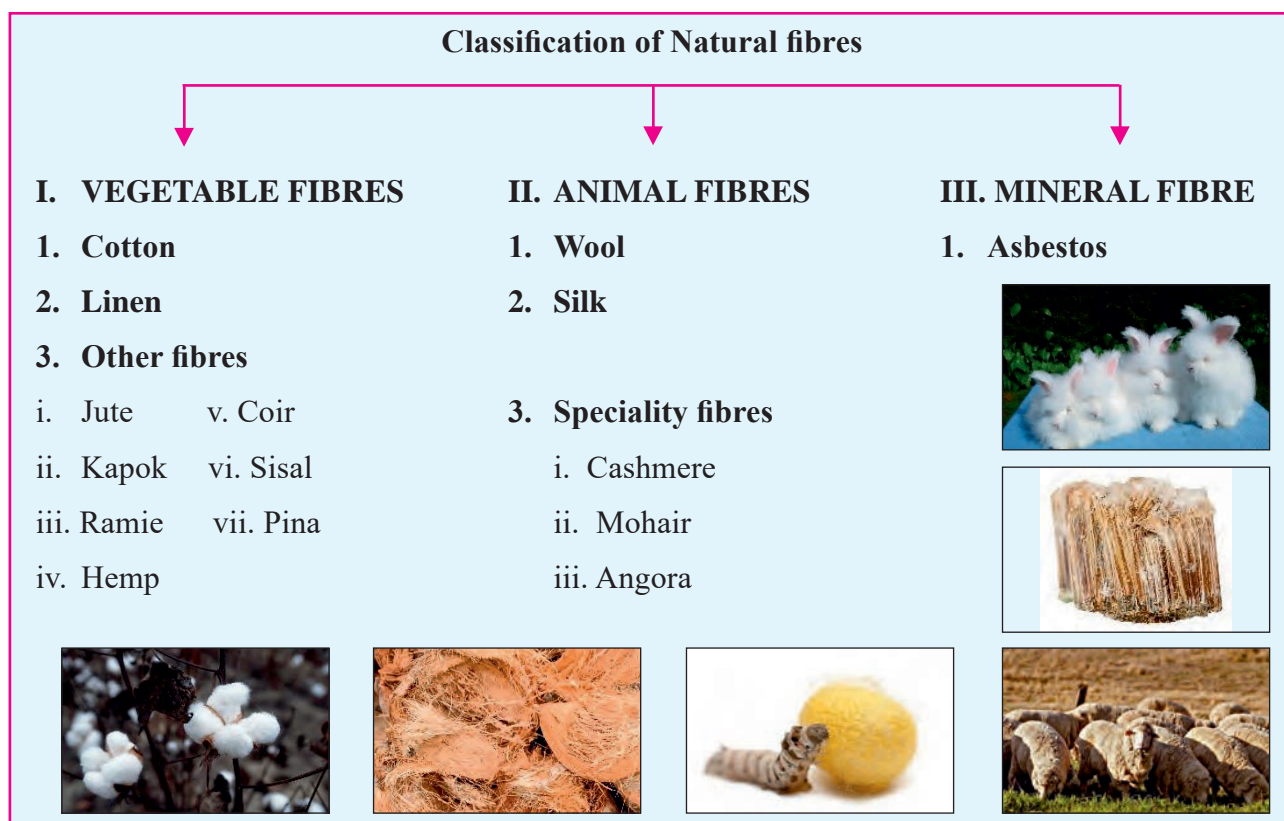 Classification of Natural fibres
I. VEGETABLE FIBRES
1. Cotton
2. Linen
3. Other fibres
i. Jute v. Coir
ii. Kapok vi. Sisal
iii. Ramie vii. Pina
iv. Hemp
II. ANIMAL FIBRES
1. Wool
2. Silk
3. Speciality fibres
i. Cashmere
ii. Mohair
iii. Angora
III. MINERAL FIBRE
1. Asbestos